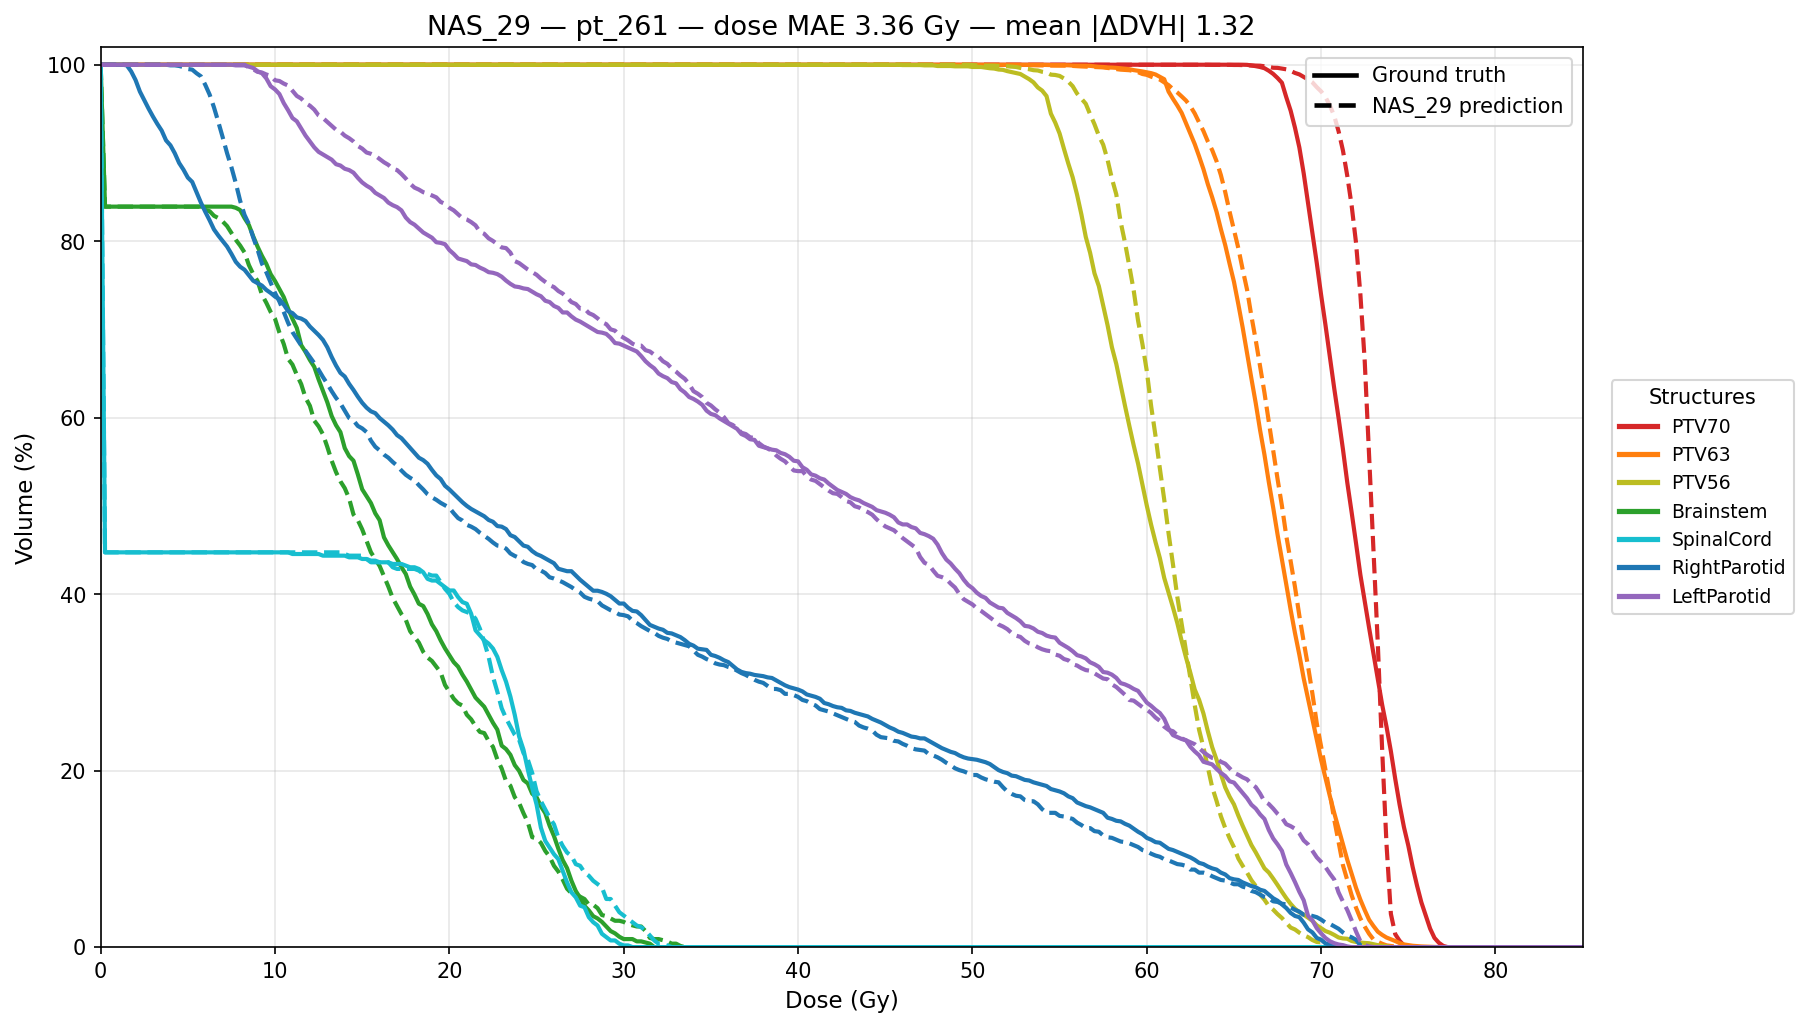 NAS_29 — pt_261 — dose MAE 3.36 Gy — mean |ΔDVH| 1.32
Ground truth
NAS_29 prediction
Volume (%)
100
80
60
40
20
0
0 10 20 30 40 50 60 70 80
Dose (Gy)
Structures
PTV70
PTV63
PTV56
Brainstem
SpinalCord
RightParotid
LeftParotid